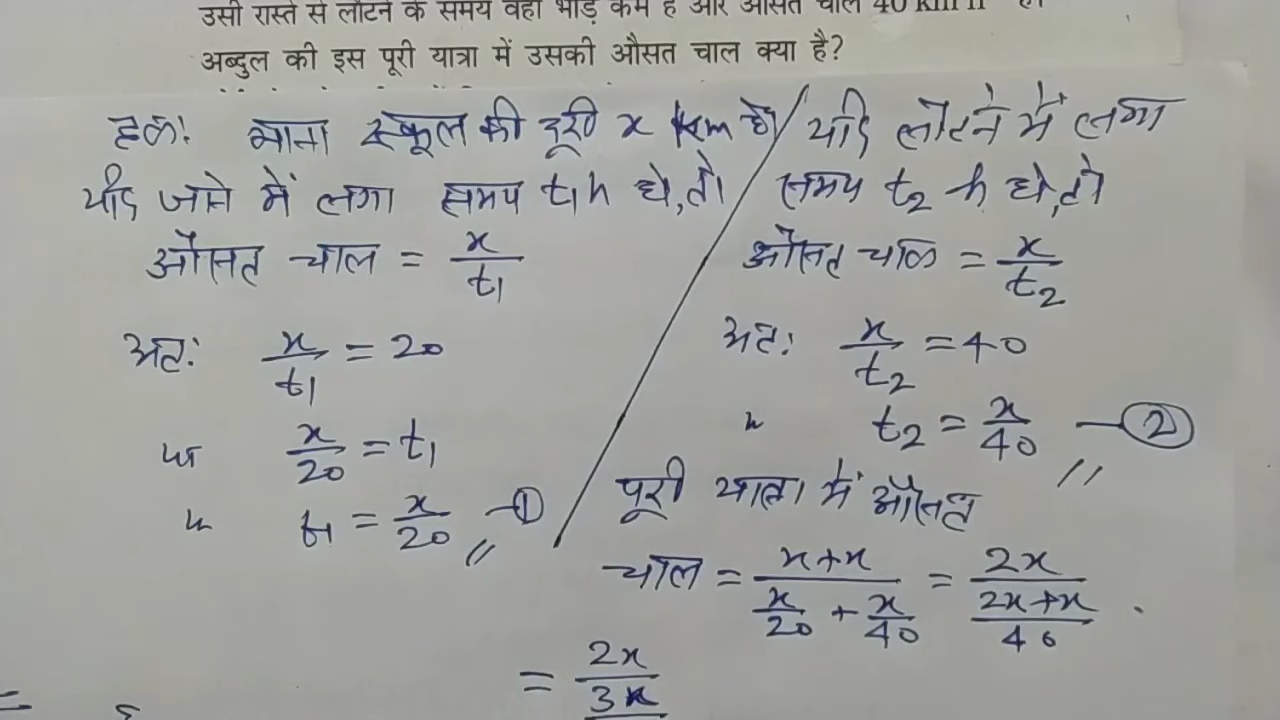 उसी रास्ते से लौटने के समय वहाँ भीड़ कम है और औसत चाल 40 km h
अब्दुल की इस पूरी यात्रा में उसकी औसत चाल क्या है?
हल: माना स्कूल की दूरी x km है
यदि जाने में लगा समय t1 h हो, तो
औसत चाल = x/t1
अतः x/t1 = 20
या x/20 = t1
या t1 = x/20 — ①
यदि लौटने में लगा
समय t2 h हो, तो
औसत चाल = x/t2
अतः x/t2 = 40
या t2 = x/40 — ②
पूरी यात्रा में औसत
चाल = (x+x)/(x/20 + x/40) = 2x/((2x+x)/40)
= 2x/3x